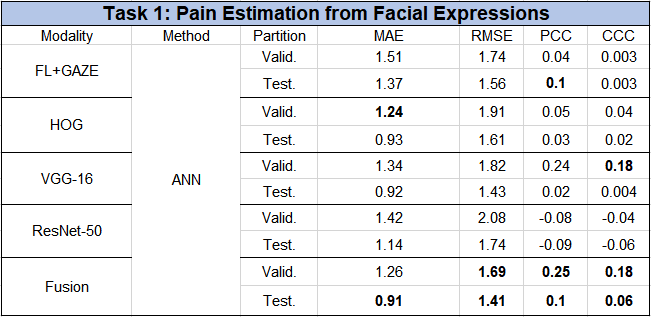 Task 1: Pain Estimation from Facial Expressions
Modality Method Partition MAE RMSE PCC CCC
FL+GAZE Valid. 1.51 1.74 0.04 0.003
Test. 1.37 1.56 0.1 0.003
HOG Valid. 1.24 1.91 0.05 0.04
Test. 0.93 1.61 0.03 0.02
VGG-16 ANN Valid. 1.34 1.82 0.24 0.18
Test. 0.92 1.43 0.02 0.004
ResNet-50 Valid. 1.42 2.08 -0.08 -0.04
Test. 1.14 1.74 -0.09 -0.06
Fusion Valid. 1.26 1.69 0.25 0.18
Test. 0.91 1.41 0.1 0.06